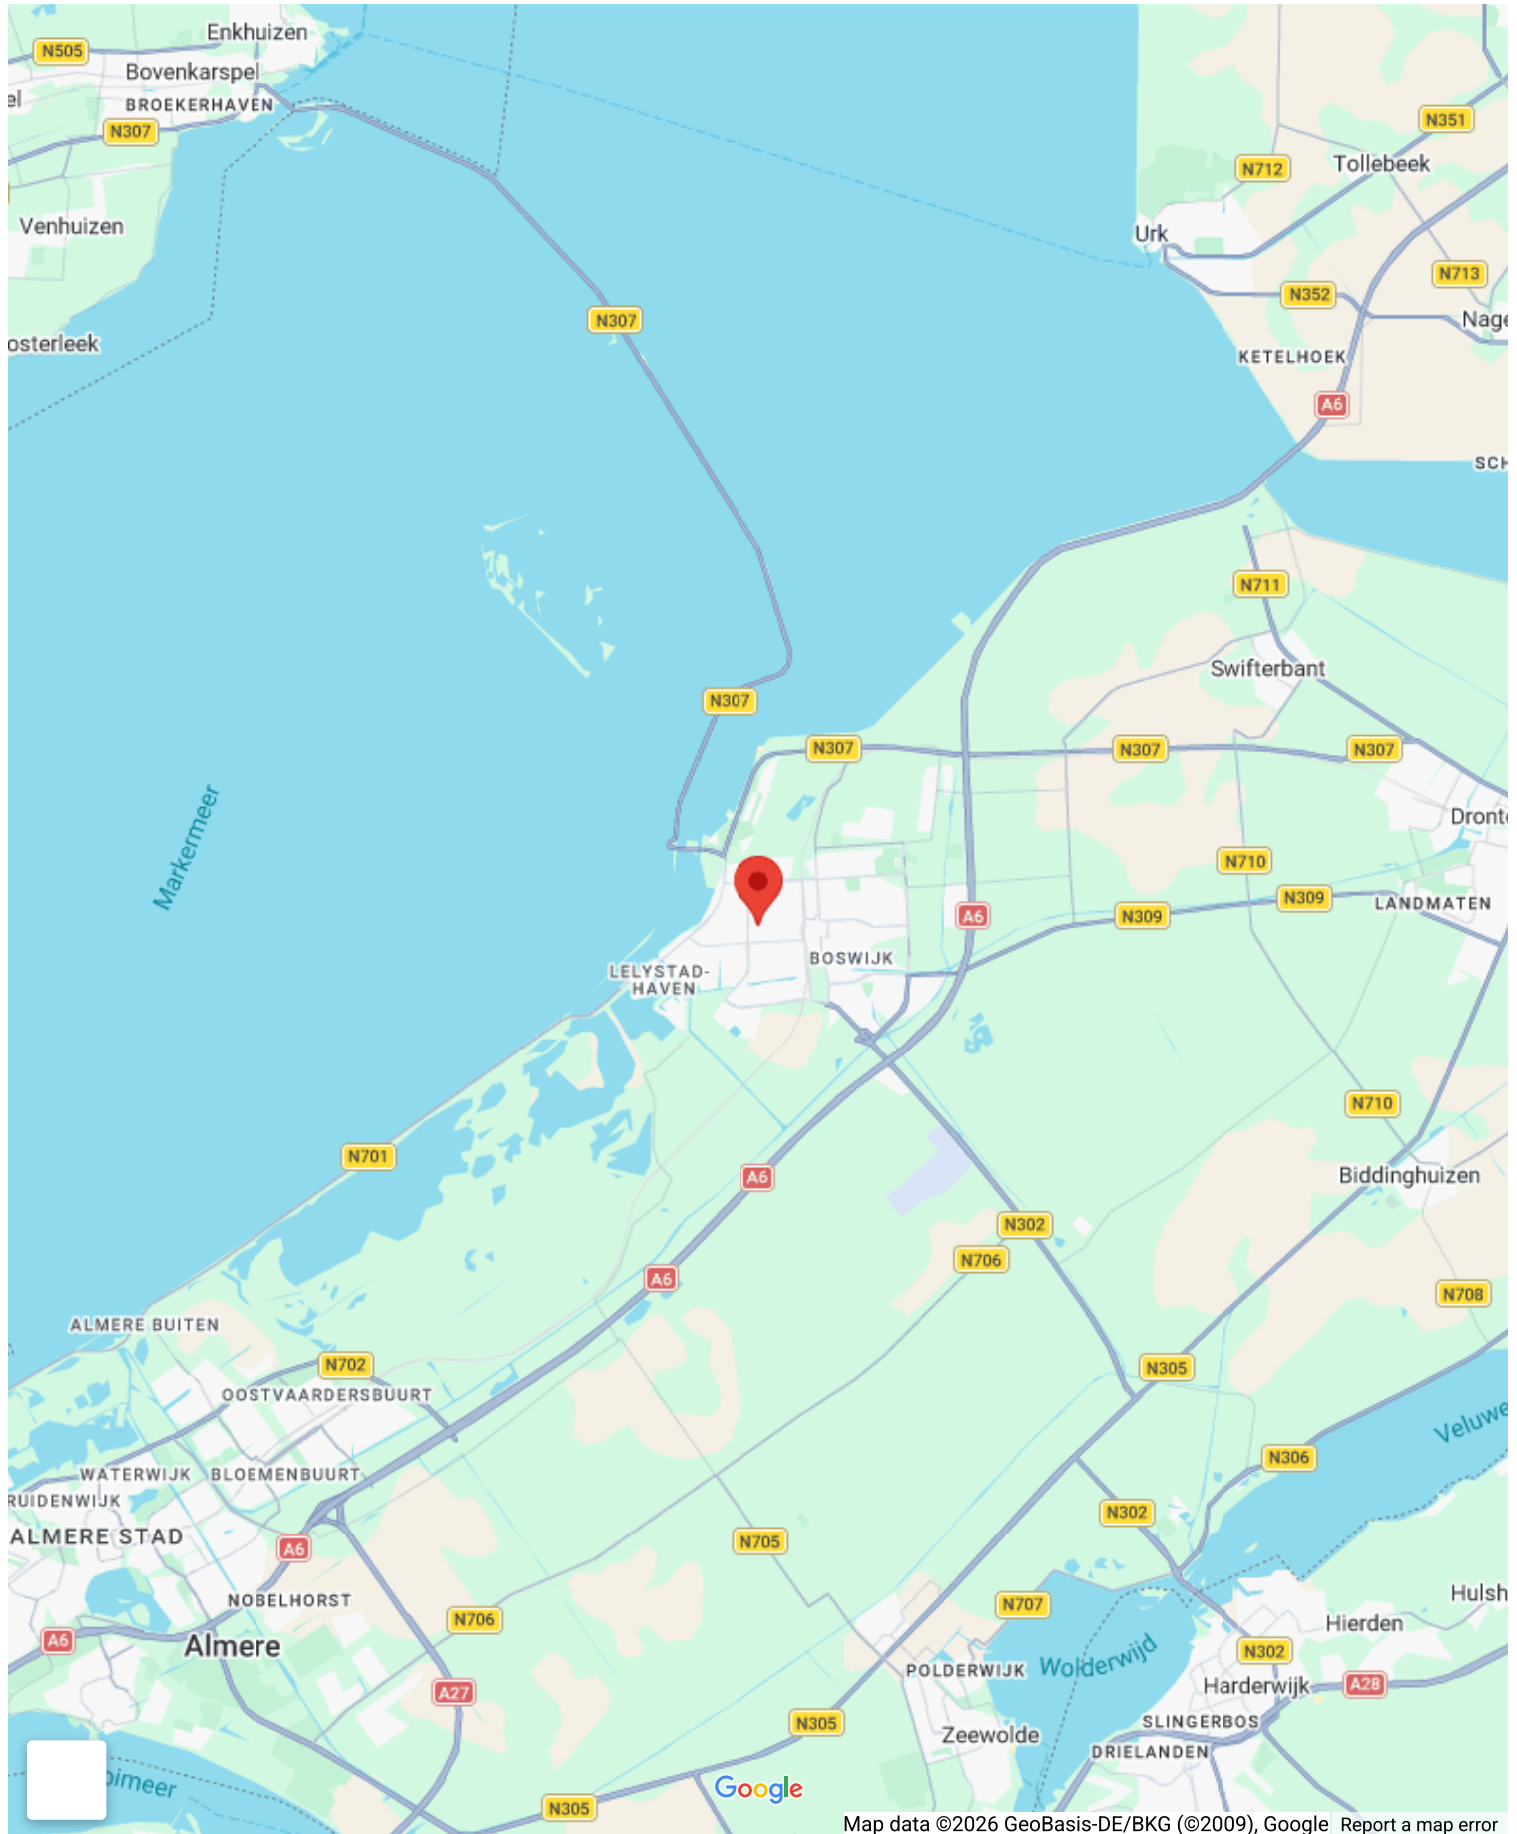 Enkhuizen
N505
Bovenkarspel
el
BROEKERHAVEN
N307
N351
Tollebeek
N712
Venhuizen
Urk
N713
N352
N307
Nage
osterleek
KETELHOEK
A6
SCH
N711
Swifterbant
N307
N307
N307
N307
Markermeer
Dronte
N710
N309
LANDMATEN
A6
N309
BOSWIJK
LELYSTAD-
HAVEN
N710
N701
A6
Biddinghuizen
N302
N706
A6
N708
ALMERE BUITEN
N702
N305
OOSTVAARDERSBUURT
Veluwe
N306
WATERWIJK
BLOEMENBUURT
RUIDENWIJK
N302
ALMERE STAD
N705
A6
Hulsh
NOBELHORST
N707
N706
Hierden
A6
Almere
N302
Wolderwijd
POLDERWIJK
Harderwijk
A28
A27
N305
SLINGERBOS
Zeewolde
DRIELANDEN
oimeer
Google
N305
Map data ©2026 GeoBasis-DE/BKG (©2009), Google
Report a map error